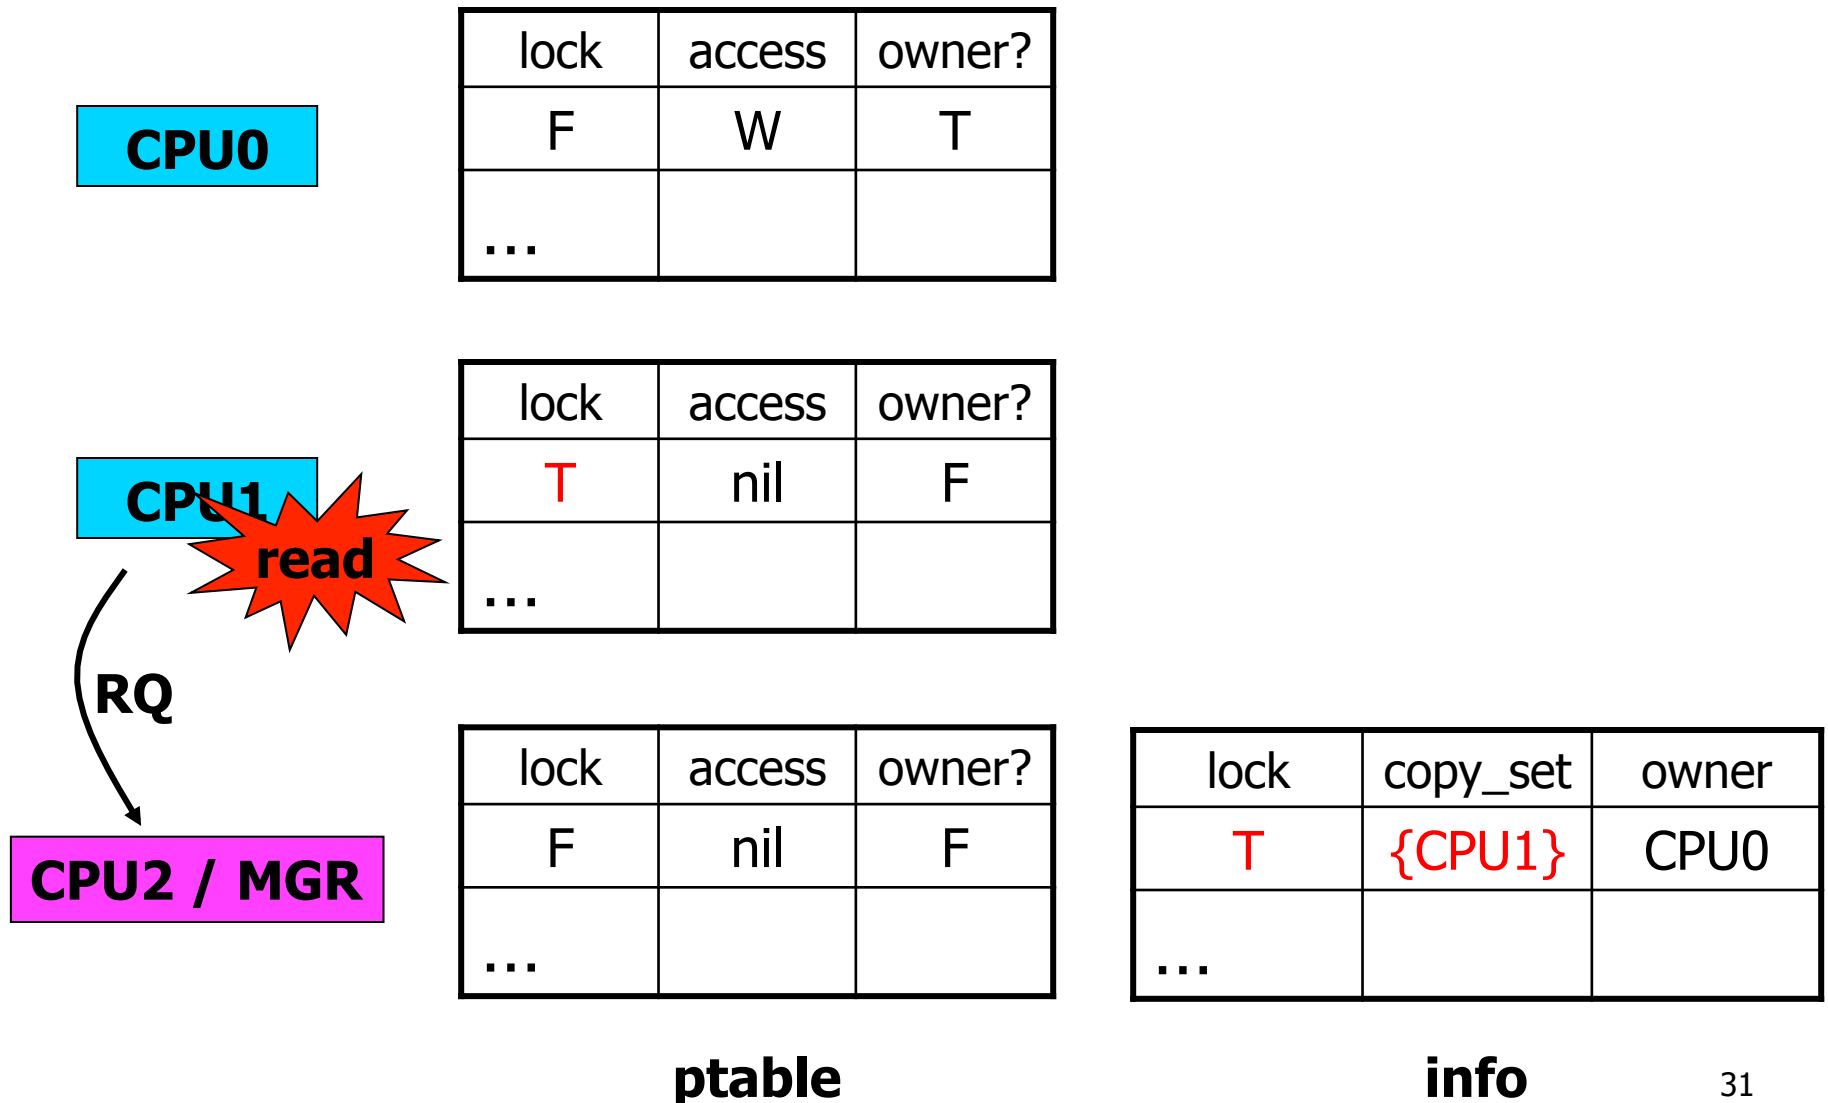 lock access owner?
CPU0 F W T
...
lock access owner?
CPU1 T nil F
read
...
RQ
lock access owner? lock copy_set owner
CPU2 / MGR F nil F T {CPU1} CPU0
... ...
ptable info 31